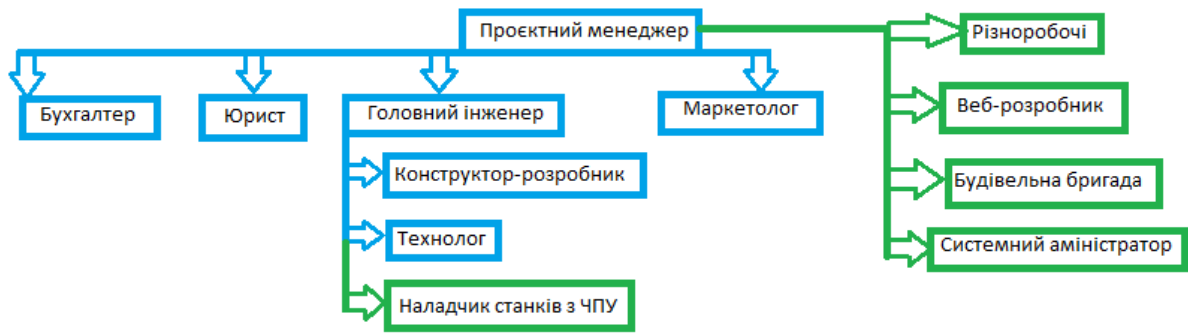 Проєктний менеджер
Різноробочі
Бухгалтер
Юрист
Головний інженер
Маркетолог
Веб-розробник
Конструктор-розробник
Будівельна бригада
Технолог
Системний аміністратор
Наладчик станків з ЧПУ